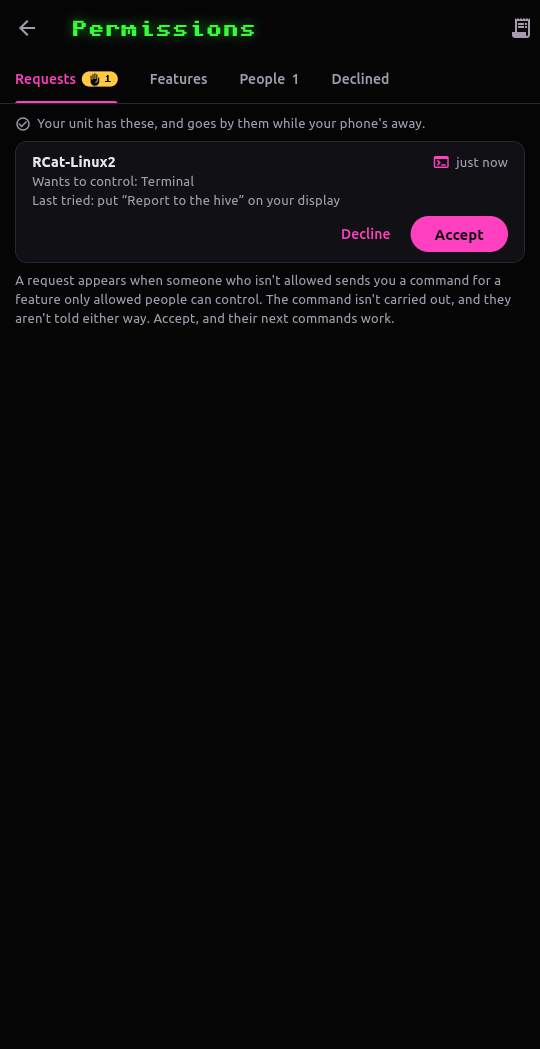 Permissions
Requests 1 Features People 1 Declined
Your unit has these, and goes by them while your phone's away.
RCat-Linux2 just now
Wants to control: Terminal
Last tried: put “Report to the hive” on your display
Decline Accept
A request appears when someone who isn't allowed sends you a command for a
feature only allowed people can control. The command isn't carried out, and they
aren't told either way. Accept, and their next commands work.